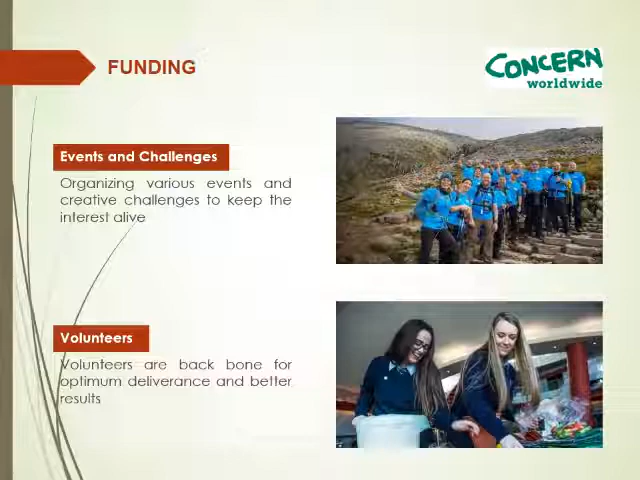 FUNDING
CONCERN
worldwide
Events and Challenges
Organizing various events and
creative challenges to keep the
interest alive
Volunteers
Volunteers are back bone for
optimum deliverance and better
results